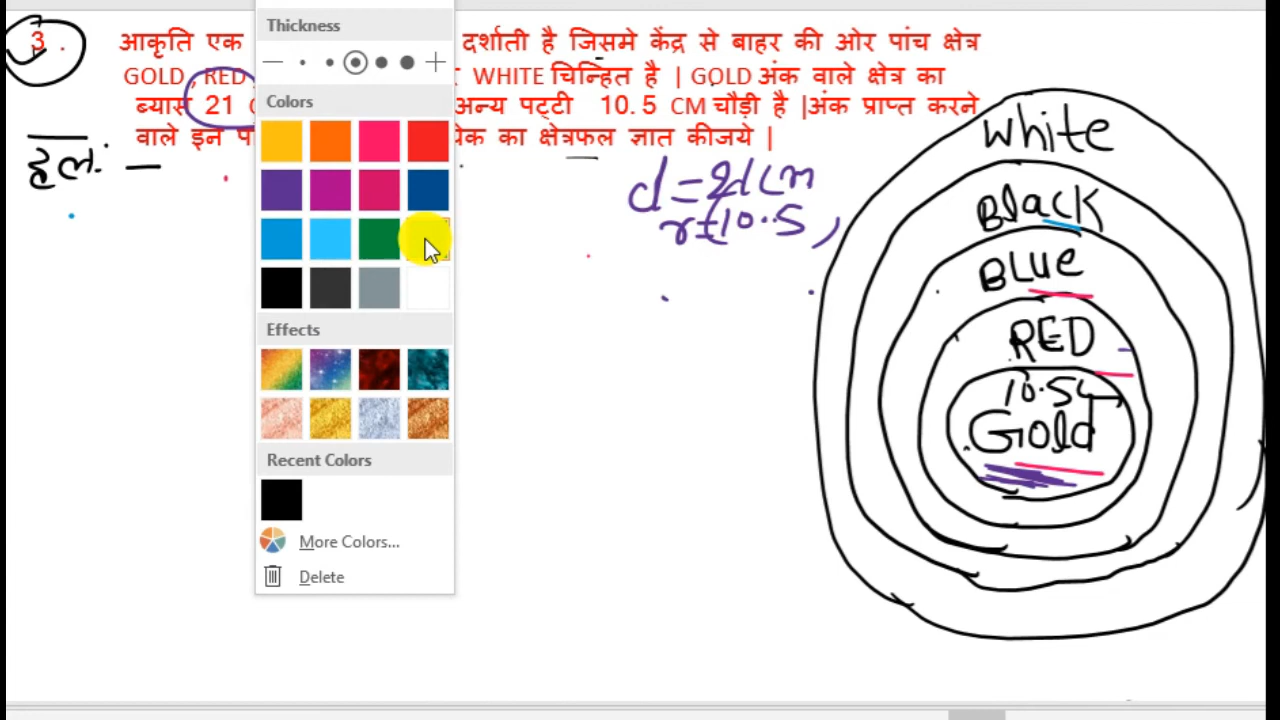 3 . आकृति एक दर्शाती है जिसमे केंद्र से बाहर की ओर पांच क्षेत्र
GOLD , RED WHITE चिन्हित है | GOLD अंक वाले क्षेत्र का
ब्यास 21 अन्य पट्टी 10.5 CM चौड़ी है |अंक प्राप्त करने
वाले इन का क्षेत्रफल ज्ञात कीजये |
हल: –
d = 21 cm
r = 10.5,
White
Black
BLUE
RED
10.5
Gold
Thickness
Colors
Effects
Recent Colors
More Colors...
Delete